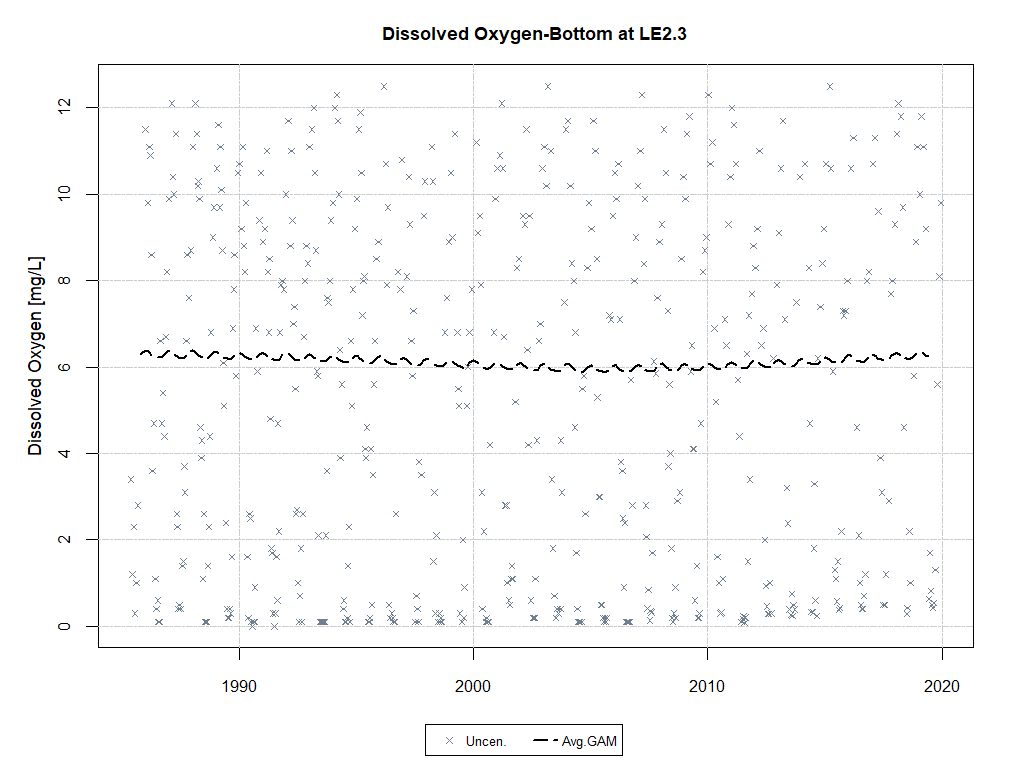 Dissolved Oxygen-Bottom at LE2.3
Dissolved Oxygen [mg/L]
12
10
8
6
4
2
0
1990
2000
2010
2020
Uncen.
Avg.GAM